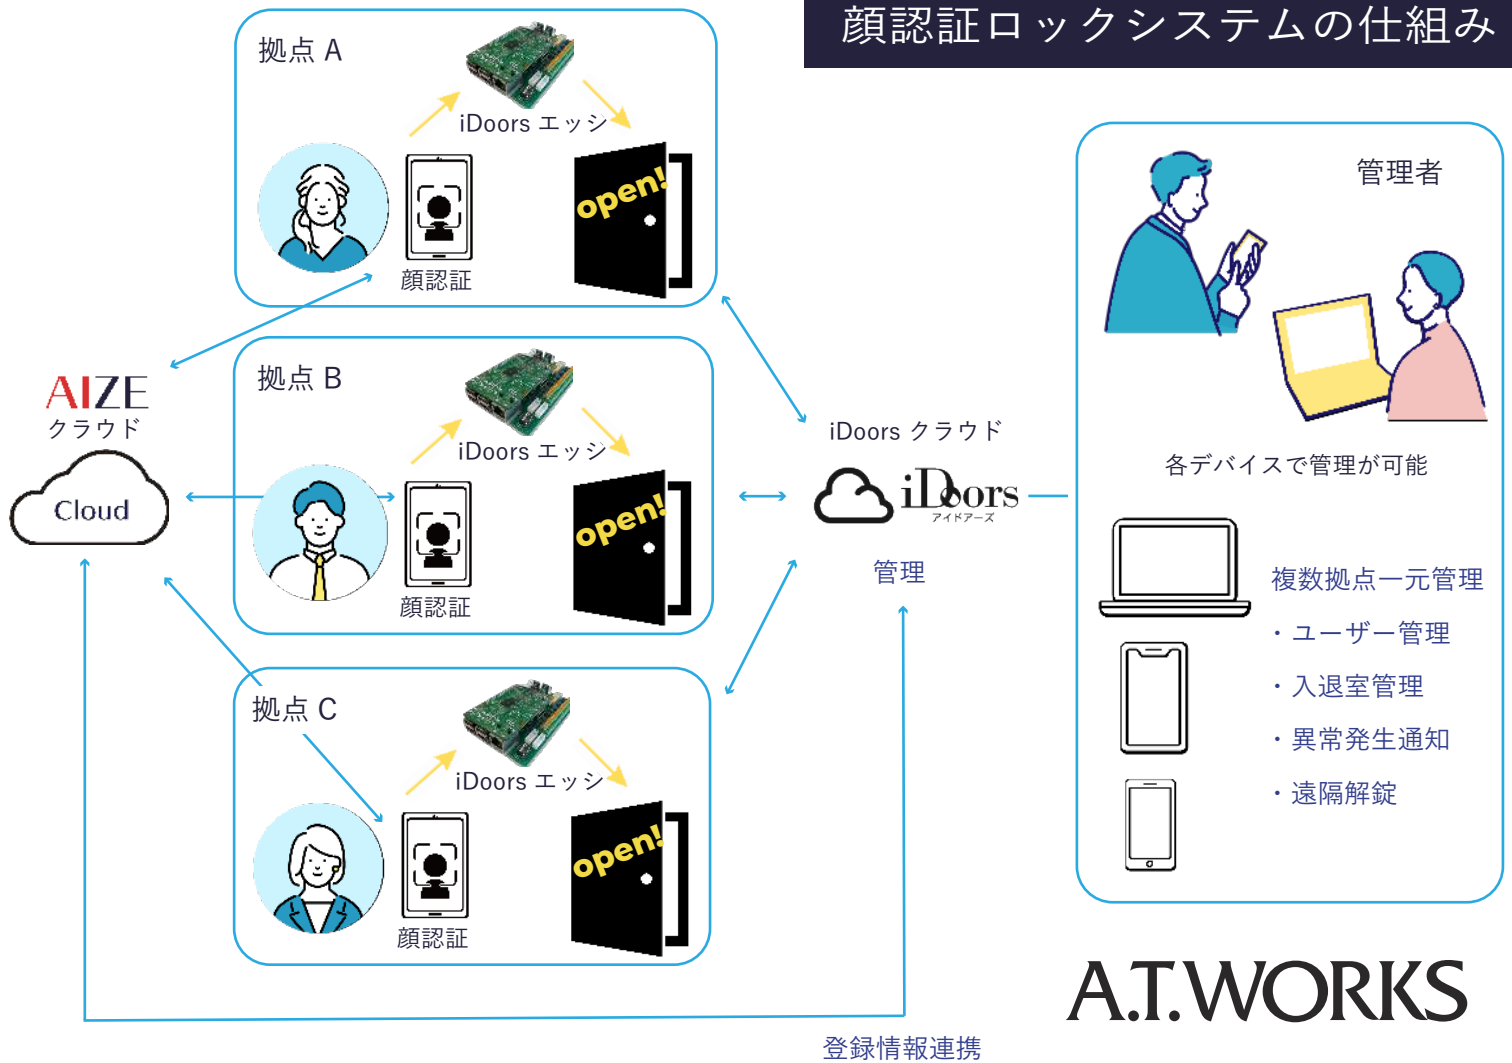 顔認証ロックシステムの仕組み
拠点 A
iDoors エッジ
open!
顔認証
拠点 B
iDoors エッジ
open!
顔認証
拠点 C
iDoors エッジ
open!
顔認証
AIZE
クラウド
Cloud
iDoors クラウド
iDoors
アイドアーズ
管理
管理者
各デバイスで管理が可能
複数拠点一元管理
・ユーザー管理
・入退室管理
・異常発生通知
・遠隔解錠
A.T.WORKS
登録情報連携